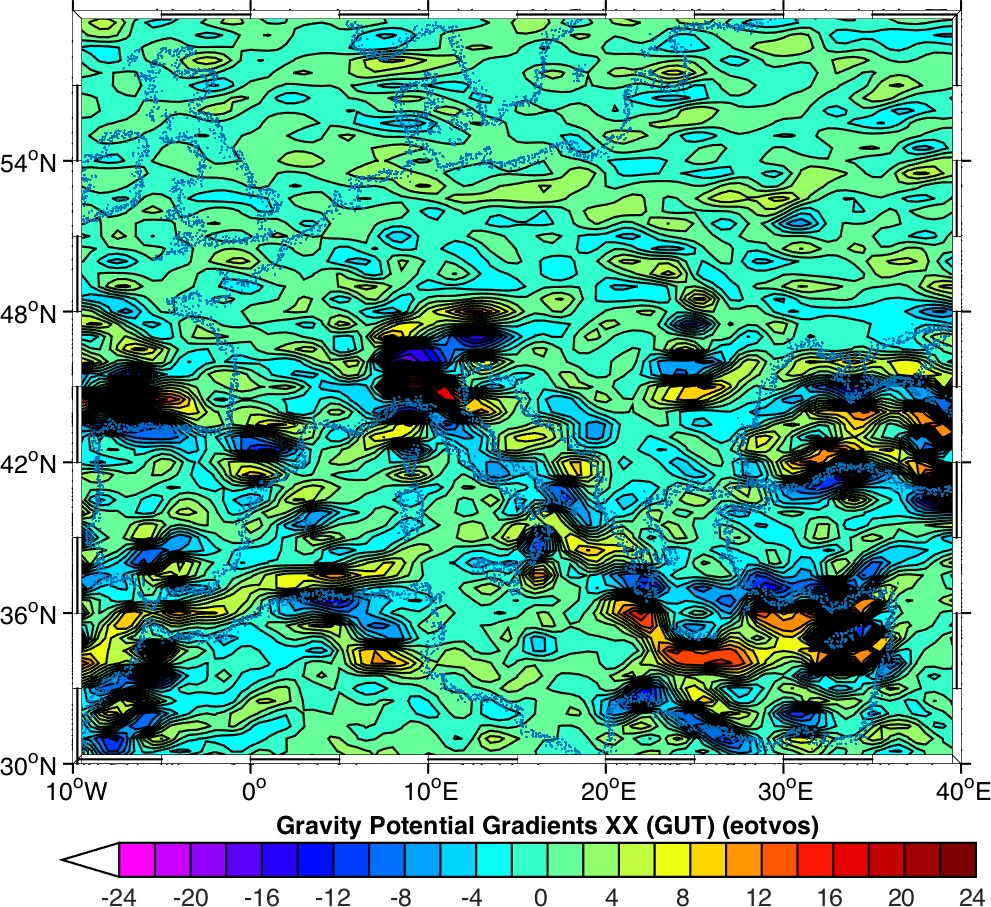 54°N
48°N
42°N
36°N
30°N
10°W 0° 10°E 20°E 30°E 40°E
Gravity Potential Gradients XX (GUT) (eotvos)
-24 -20 -16 -12 -8 -4 0 4 8 12 16 20 24